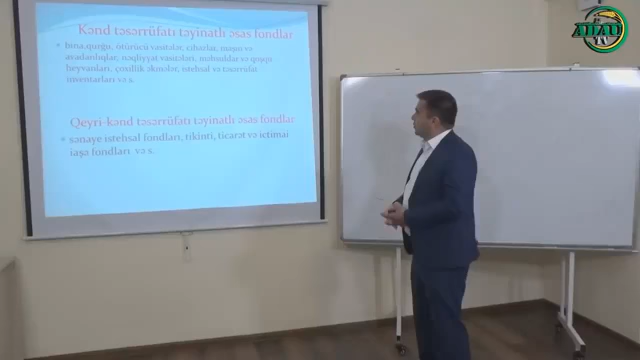 Kənd təsərrüfatı təyinatlı əsas fondlar
bina, qurğu, ötürücü vasitələr, cihazlar, maşın və
avadanlıqlar, nəqliyyat vasitələri, məhsuldar və qoşqu
heyvanları, çoxillik əkmələr, istehsal və təsərrüfat
inventarları və s.
Qeyri-kənd təsərrüfatı təyinatlı əsas fondlar
sənaye istehsal fondları, tikinti, ticarət və ictimai
iaşə fondları və s.
ADAU
TV